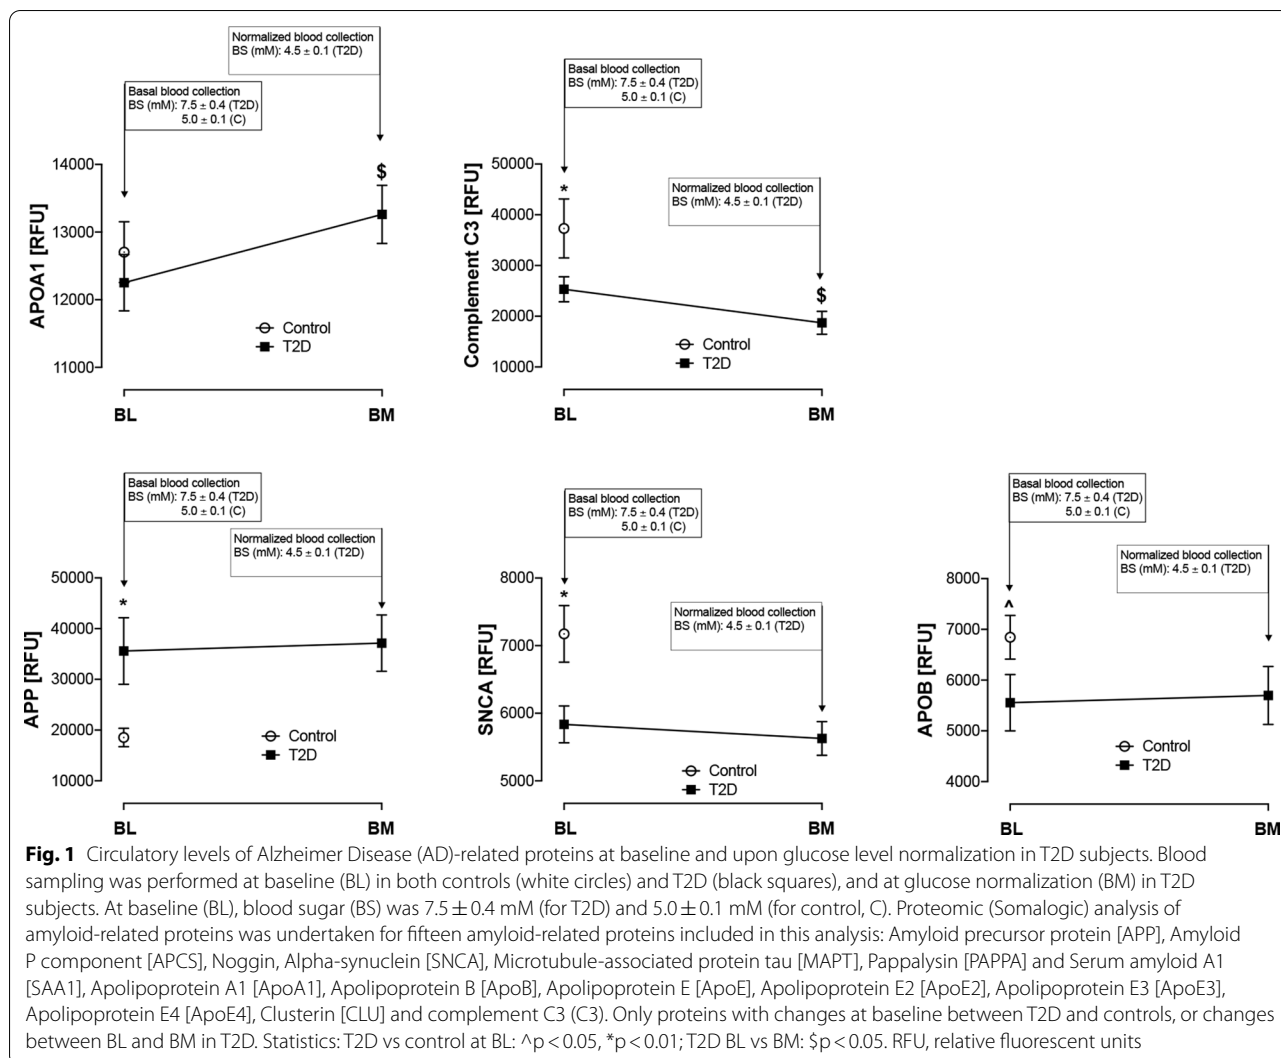 Normalized blood collection
BS (mM): 4.5 ± 0.1 (T2D)
Basal blood collection
BS (mM): 7.5 ± 0.4 (T2D)
5.0 ± 0.1 (C)
14000
13000
12000
11000
APOA1 [RFU]
$
Control
T2D
BL
BM
Basal blood collection
BS (mM): 7.5 ± 0.4 (T2D)
5.0 ± 0.1 (C)
Normalized blood collection
BS (mM): 4.5 ± 0.1 (T2D)
50000
40000
30000
20000
10000
Complement C3 [RFU]
*
$
Control
T2D
BL
BM
Basal blood collection
BS (mM): 7.5 ± 0.4 (T2D)
5.0 ± 0.1 (C)
Normalized blood collection
BS (mM): 4.5 ± 0.1 (T2D)
50000
40000
30000
20000
10000
APP [RFU]
*
Control
T2D
BL
BM
Basal blood collection
BS (mM): 7.5 ± 0.4 (T2D)
5.0 ± 0.1 (C)
Normalized blood collection
BS (mM): 4.5 ± 0.1 (T2D)
8000
7000
6000
5000
SNCA [RFU]
*
Control
T2D
BL
BM
Basal blood collection
BS (mM): 7.5 ± 0.4 (T2D)
5.0 ± 0.1 (C)
Normalized blood collection
BS (mM): 4.5 ± 0.1 (T2D)
8000
7000
6000
5000
4000
APOB [RFU]
^
Control
T2D
BL
BM
Fig. 1 Circulatory levels of Alzheimer Disease (AD)-related proteins at baseline and upon glucose level normalization in T2D subjects. Blood
sampling was performed at baseline (BL) in both controls (white circles) and T2D (black squares), and at glucose normalization (BM) in T2D
subjects. At baseline (BL), blood sugar (BS) was 7.5 ± 0.4 mM (for T2D) and 5.0 ± 0.1 mM (for control, C). Proteomic (Somalogic) analysis of
amyloid-related proteins was undertaken for fifteen amyloid-related proteins included in this analysis: Amyloid precursor protein [APP], Amyloid
P component [APCS], Noggin, Alpha-synuclein [SNCA], Microtubule-associated protein tau [MAPT], Pappalysin [PAPPA] and Serum amyloid A1
[SAA1], Apolipoprotein A1 [ApoA1], Apolipoprotein B [ApoB], Apolipoprotein E [ApoE], Apolipoprotein E2 [ApoE2], Apolipoprotein E3 [ApoE3],
Apolipoprotein E4 [ApoE4], Clusterin [CLU] and complement C3 (C3). Only proteins with changes at baseline between T2D and controls, or changes
between BL and BM in T2D. Statistics: T2D vs control at BL: ^p < 0.05, *p < 0.01; T2D BL vs BM: $p < 0.05. RFU, relative fluorescent units